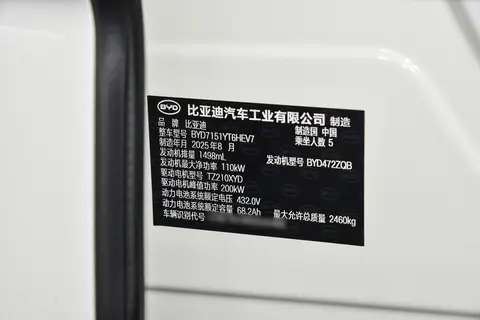 BYD 比亚迪汽车工业有限公司 制造
品 牌 比亚迪 制造国 中国
整车型号 BYD7151YT6HEV7 乘坐人数 5
制造年月 2025年8月
发动机排量 1498mL 发动机型号 BYD472ZQB
发动机最大净功率 110kW
驱动电机型号 TZ210XYD
驱动电机峰值功率 200kW
动力电池系统额定电压 432.0V
动力电池系统额定容量 68.2Ah 最大允许总质量 2460kg
车辆识别代号